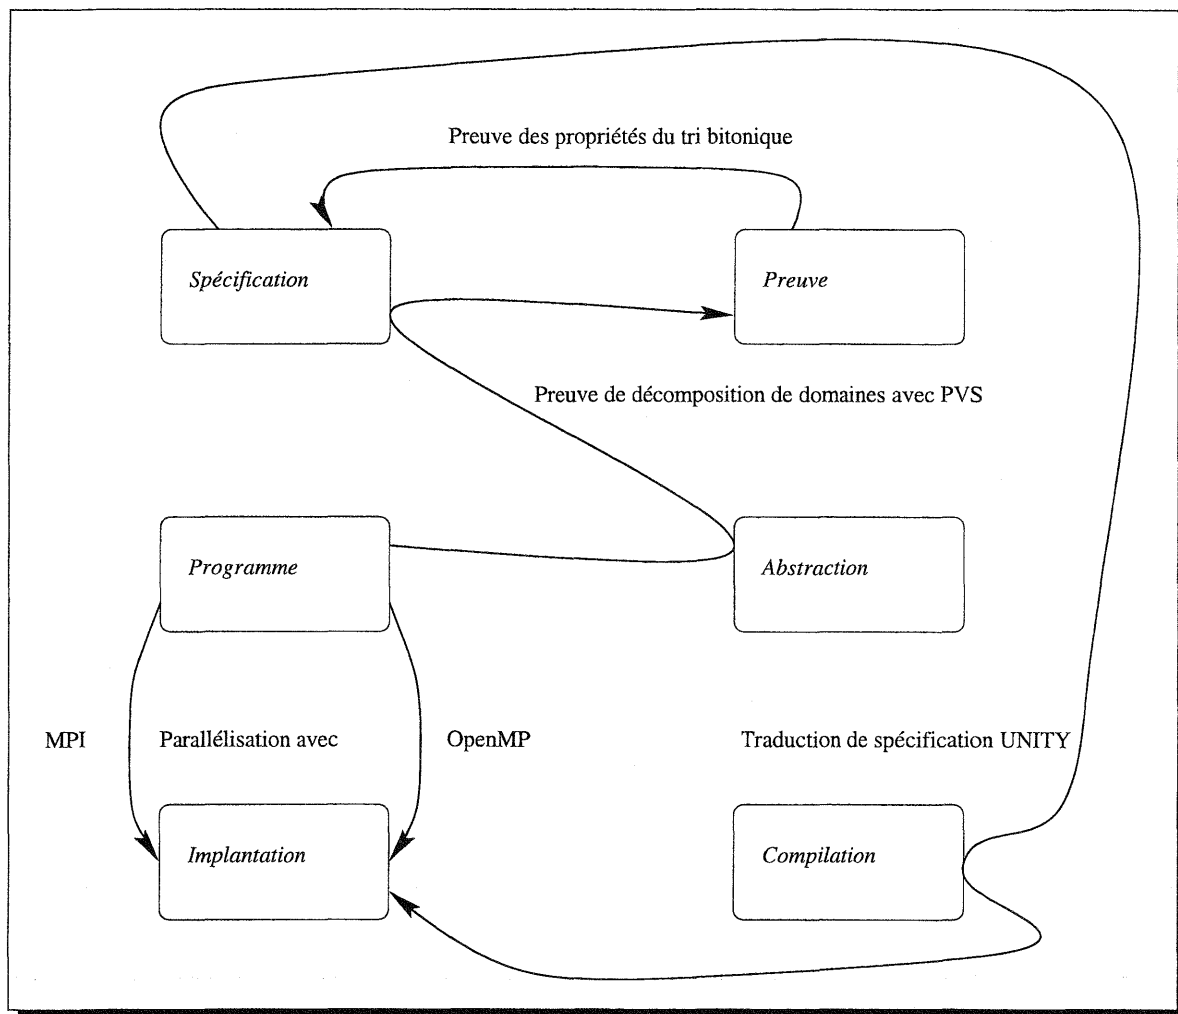 Preuve des propriétés du tri bitonique
Spécification
Preuve
Preuve de décomposition de domaines avec PVS
Programme
Abstraction
MPI
Parallélisation avec
OpenMP
Traduction de spécification UNITY
Implantation
Compilation